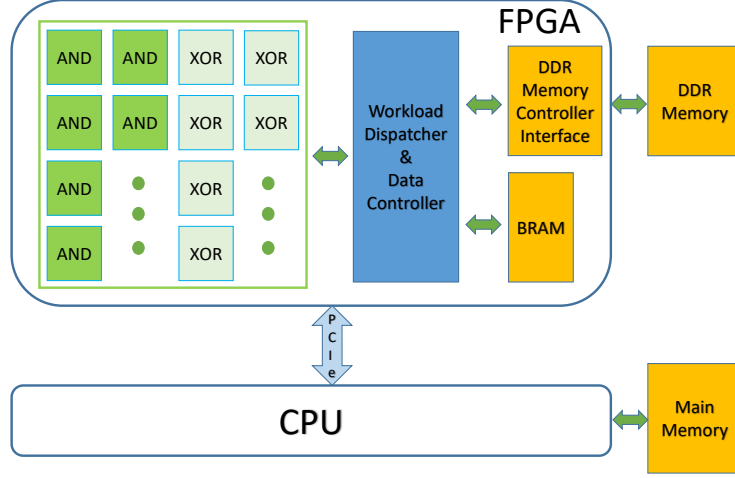 FPGA
AND AND XOR XOR
AND AND XOR XOR
AND XOR
AND XOR
Workload
Dispatcher
&
Data
Controller
DDR
Memory
Controller
Interface
BRAM
DDR
Memory
PCIe
CPU
Main
Memory